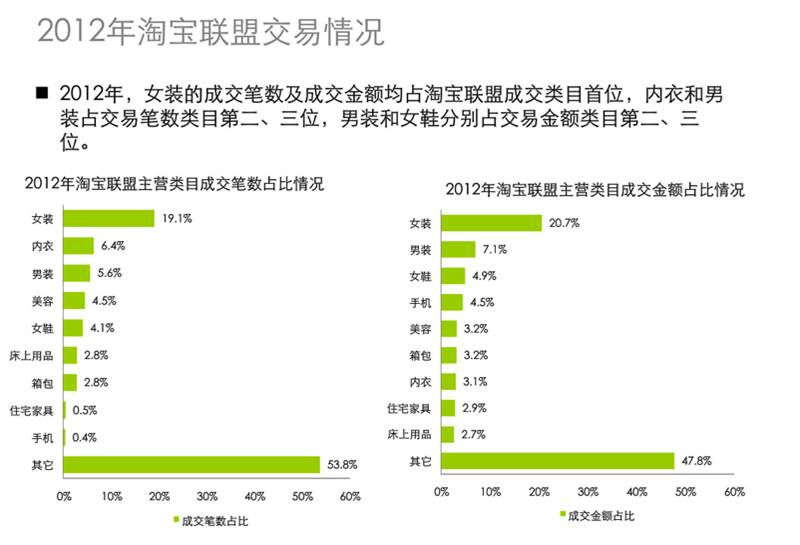 2012年淘宝联盟交易情况
■ 2012年，女装的成交笔数及成交金额均占淘宝联盟成交类目首位，内衣和男
装占交易笔数类目第二、三位，男装和女鞋分别占交易金额类目第二、三
位。
2012年淘宝联盟主营类目成交笔数占比情况
女装 19.1%
内衣 6.4%
男装 5.6%
美容 4.5%
女鞋 4.1%
床上用品 2.8%
箱包 2.8%
住宅家具 0.5%
手机 0.4%
其它 53.8%
0% 10% 20% 30% 40% 50% 60%
成交笔数占比
2012年淘宝联盟主营类目成交金额占比情况
女装 20.7%
男装 7.1%
女鞋 4.9%
手机 4.5%
美容 3.2%
箱包 3.2%
内衣 3.1%
住宅家具 2.9%
床上用品 2.7%
其它 47.8%
0% 10% 20% 30% 40% 50% 60%
成交金额占比